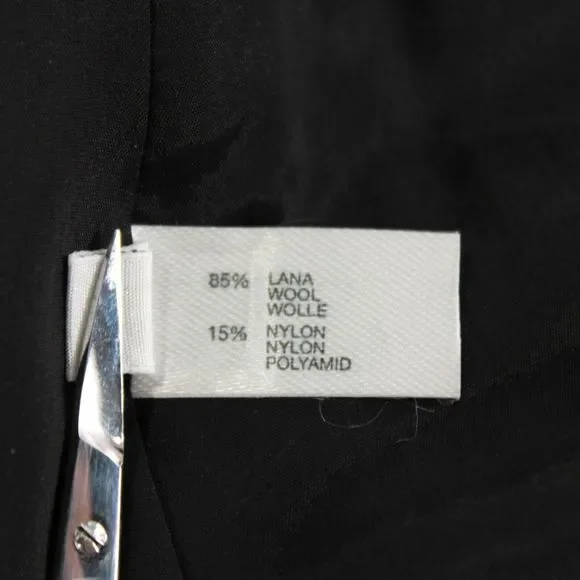 85% LANA
WOOL
WOLLE
15% NYLON
NYLON
POLYAMID